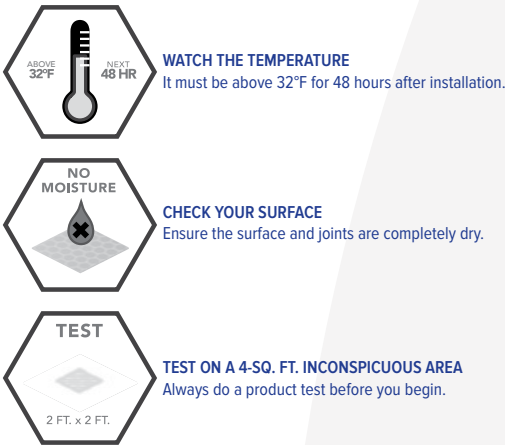 ABOVE
32°F
NEXT
48 HR
WATCH THE TEMPERATURE
It must be above 32°F for 48 hours after installation.
NO
MOISTURE
CHECK YOUR SURFACE
Ensure the surface and joints are completely dry.
TEST
2 FT. x 2 FT.
TEST ON A 4-SQ. FT. INCONSPICUOUS AREA
Always do a product test before you begin.